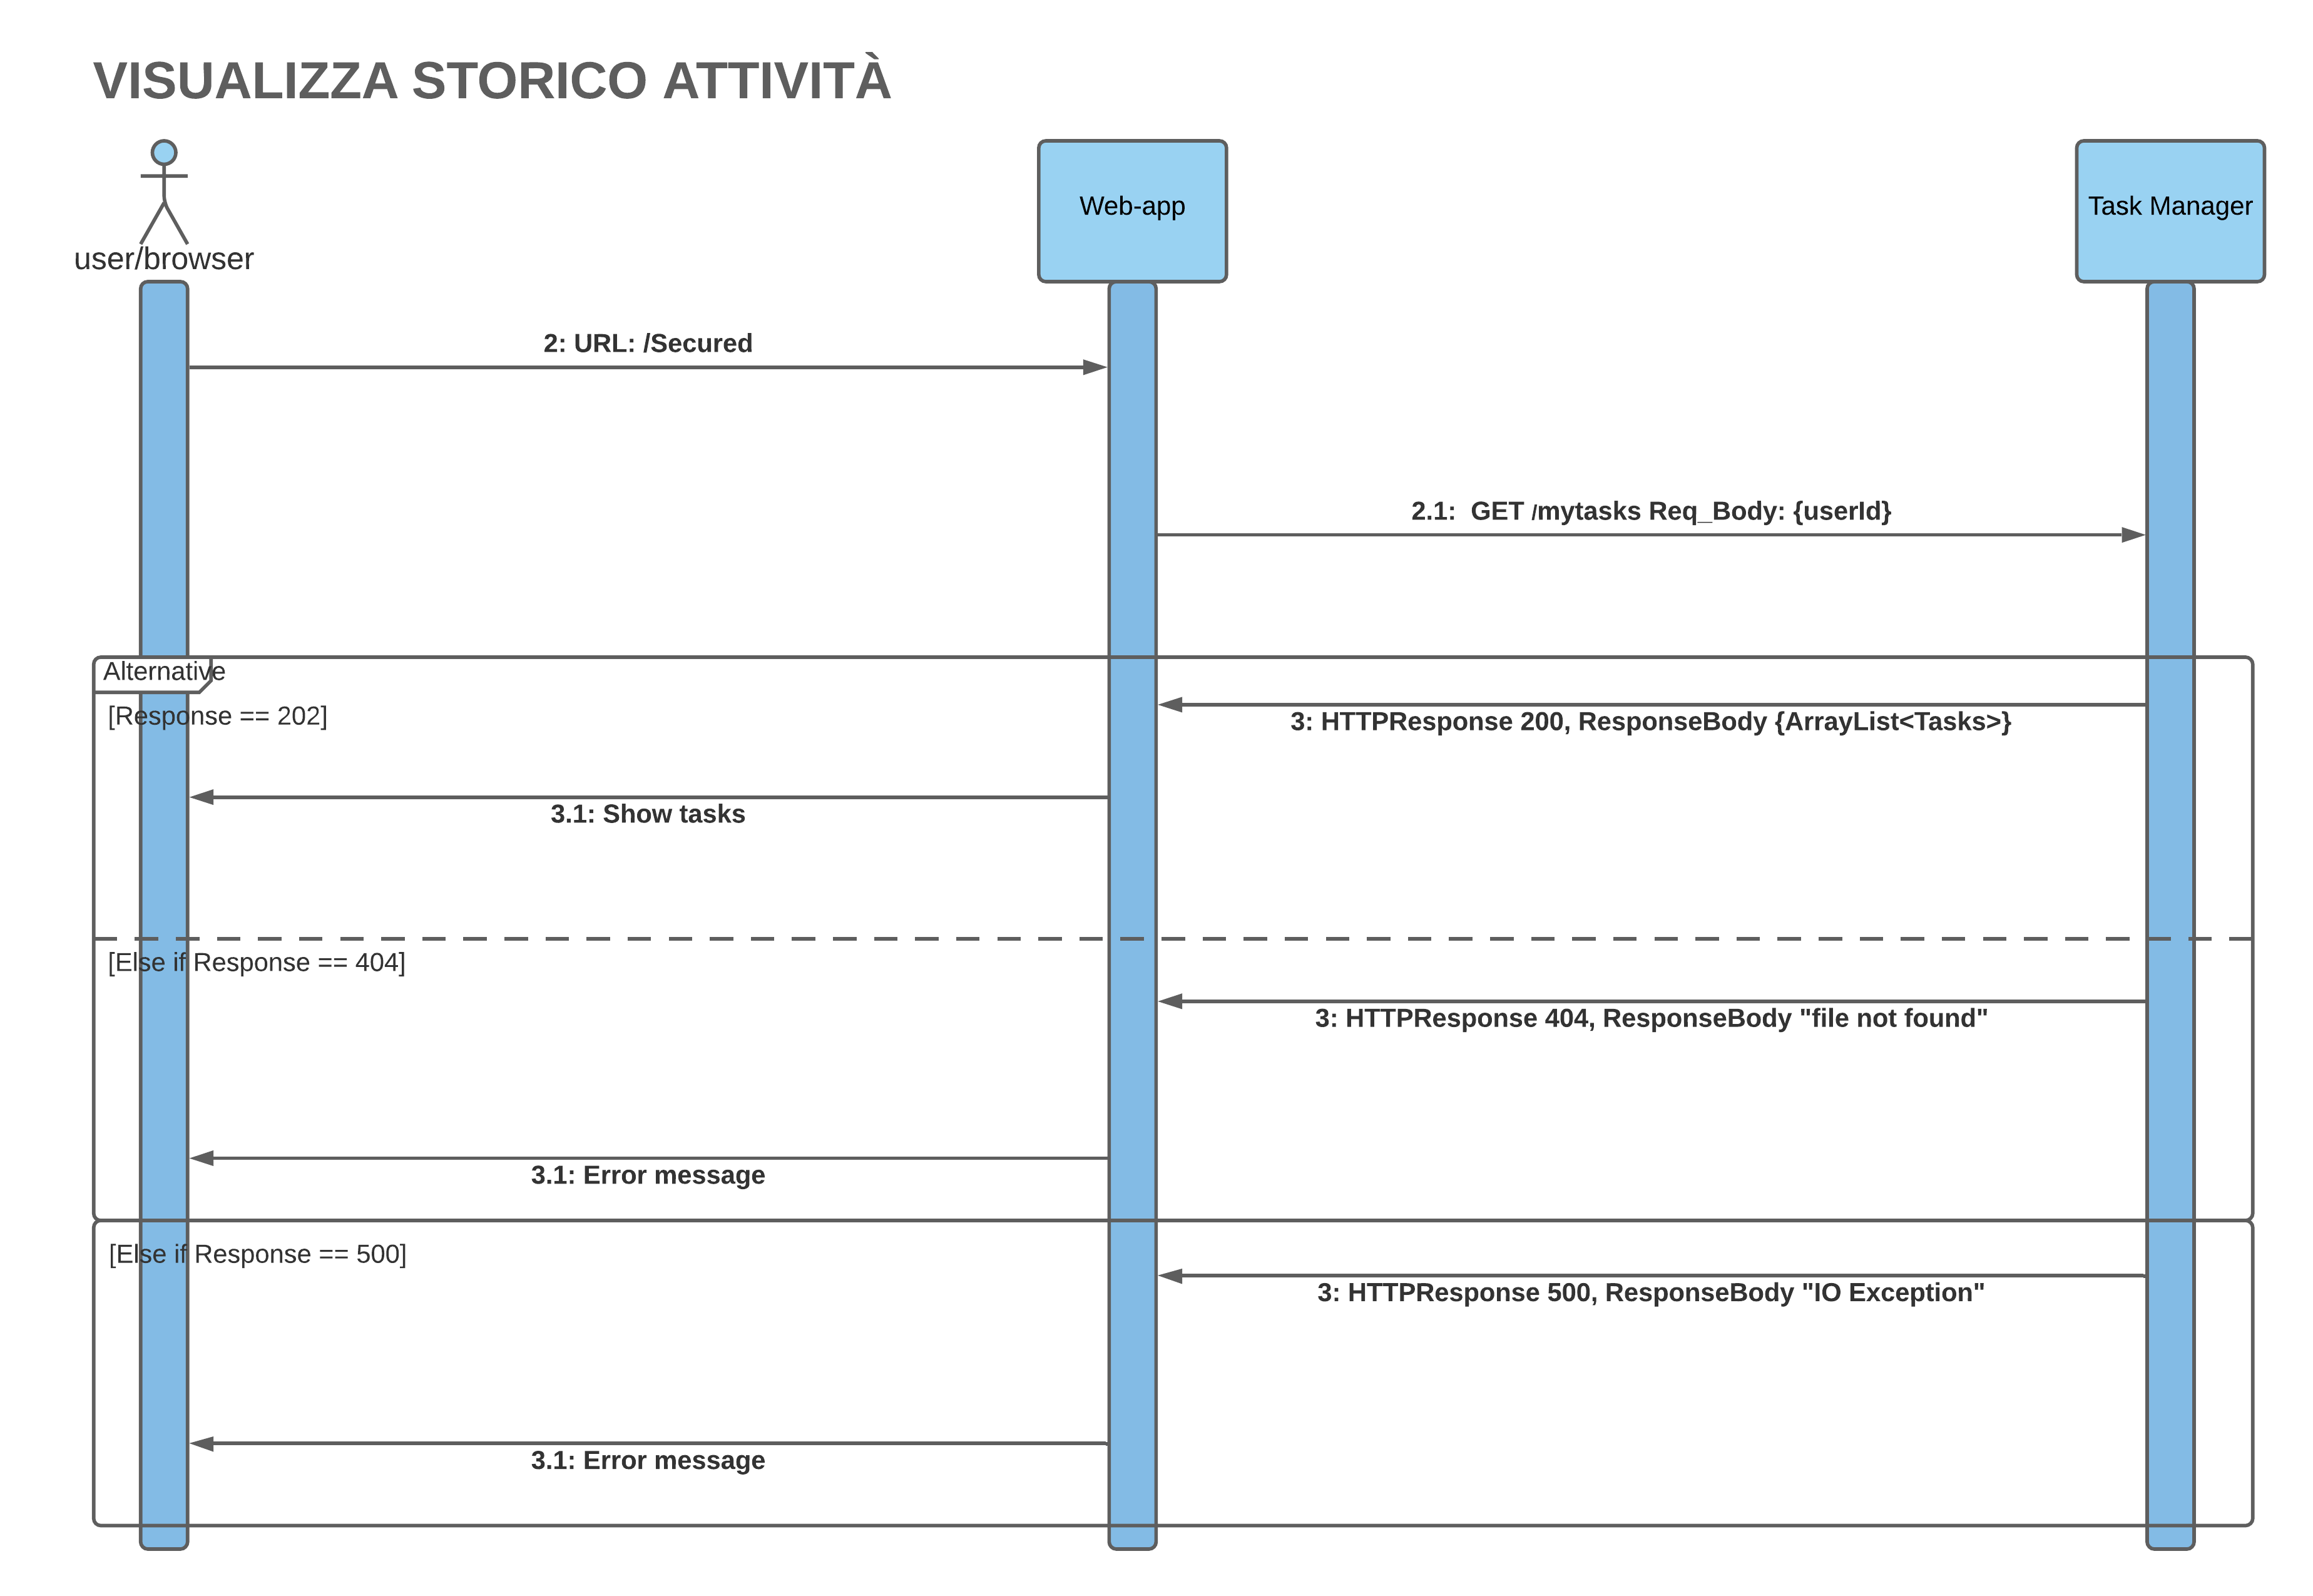 VISUALIZZA STORICO ATTIVITÀ
user/browser
Web-app
Task Manager
2: URL: /Secured
2.1:  GET /mytasks Req_Body: {userId}
Alternative
[Response == 202]
3: HTTPResponse 200, ResponseBody {ArrayList<Tasks>}
3.1: Show tasks
[Else if Response == 404]
3: HTTPResponse 404, ResponseBody "file not found"
3.1: Error message
[Else if Response == 500]
3: HTTPResponse 500, ResponseBody "IO Exception"
3.1: Error message